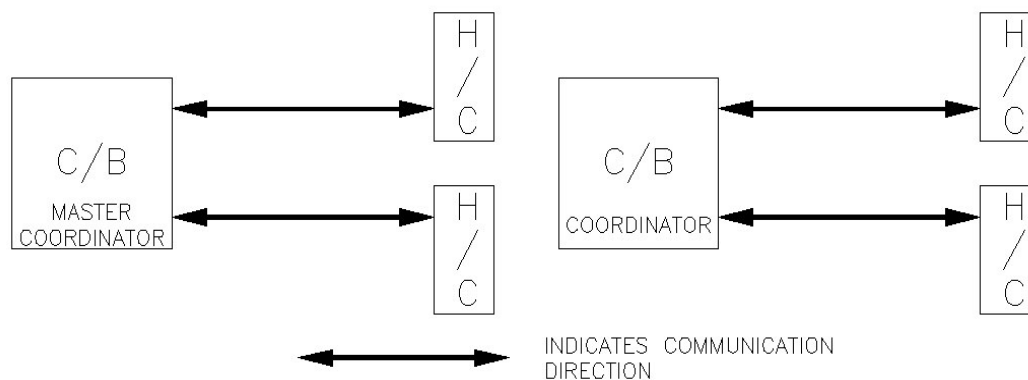 H
/
C
C/B
MASTER
COORDINATOR
H
/
C
H
/
C
C/B
COORDINATOR
H
/
C
INDICATES COMMUNICATION
DIRECTION